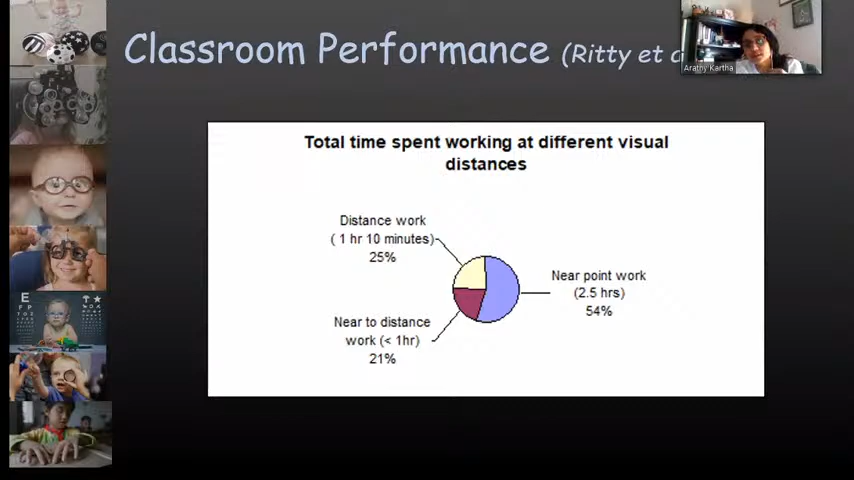 Classroom Performance (Ritty et
Arathy Kartha
Total time spent working at different visual
distances
Distance work
( 1 hr 10 minutes)
25%
Near point work
(2.5 hrs)
54%
Near to distance
work (< 1hr)
21%